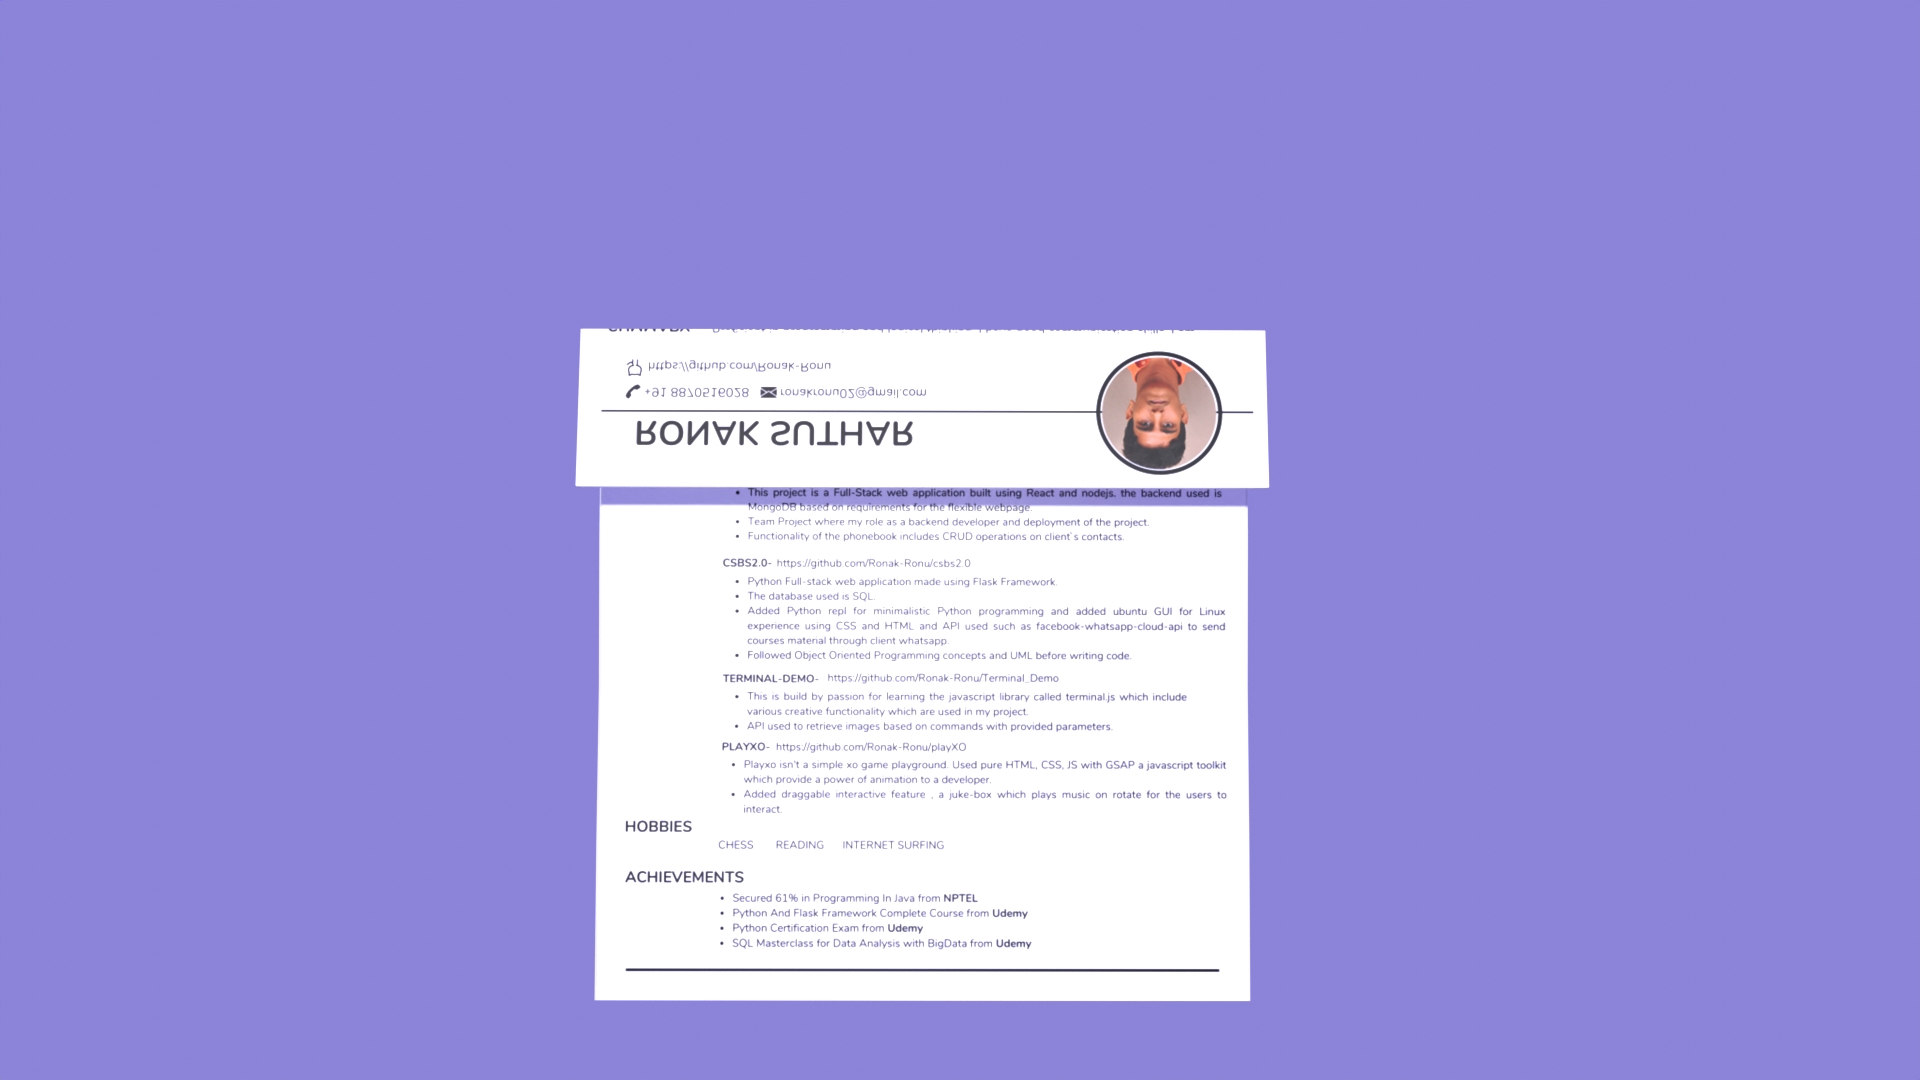 SUMMARY
https://github.com/Ronak-Ronu
+91 8870516028 ronakronu02@gmail.com
RONAK SUTHAR
This project is a Full-Stack web application built using React and nodejs. the backend used is
MongoDB based on requirements for the flexible webpage.
Team Project where my role as a backend developer and deployment of the project.
Functionality of the phonebook includes CRUD operations on client's contacts.
CSBS2.0- https://github.com/Ronak-Ronu/csbs2.0
Python Full-stack web application made using Flask Framework.
The database used is SQL.
Added Python repl for minimalistic Python programming and added ubuntu GUI for Linux
experience using CSS and HTML and API used such as facebook-whatsapp-cloud-api to send
courses material through client whatsapp.
Followed Object Oriented Programming concepts and UML before writing code.
TERMINAL-DEMO- https://github.com/Ronak-Ronu/Terminal_Demo
This is build by passion for learning the javascript library called terminal.js which include
various creative functionality which are used in my project.
API used to retrieve images based on commands with provided parameters.
PLAYXO- https://github.com/Ronak-Ronu/playXO
Playxo isn't a simple xo game playground. Used pure HTML, CSS, JS with GSAP a javascript toolkit
which provide a power of animation to a developer.
Added draggable interactive feature , a juke-box which plays music on rotate for the users to
interact.
HOBBIES
CHESS READING INTERNET SURFING
ACHIEVEMENTS
Secured 61% in Programming In Java from NPTEL
Python And Flask Framework Complete Course from Udemy
Python Certification Exam from Udemy
SQL Masterclass for Data Analysis with BigData from Udemy